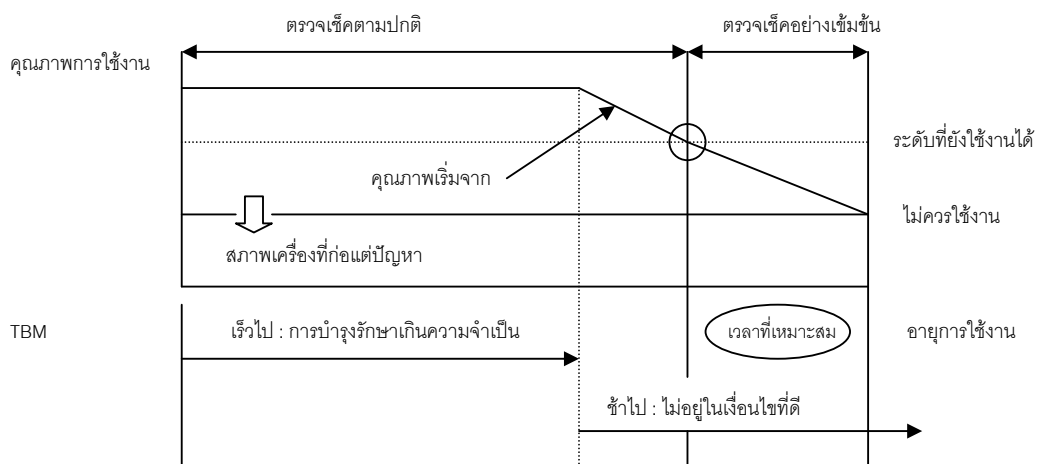 ตรวจเช็คตามปกติ
ตรวจเช็คอย่างเข้มข้น
คุณภาพการใช้งาน
ระดับที่ยังใช้งานได้
คุณภาพเริ่มจาก
ไม่ควรใช้งาน
สภาพเครื่องที่ก่อแต่ปัญหา
TBM
เร็วไป : การบำรุงรักษาเกินความจำเป็น
เวลาที่เหมาะสม
อายุการใช้งาน
ช้าไป : ไม่อยู่ในเงื่อนไขที่ดี